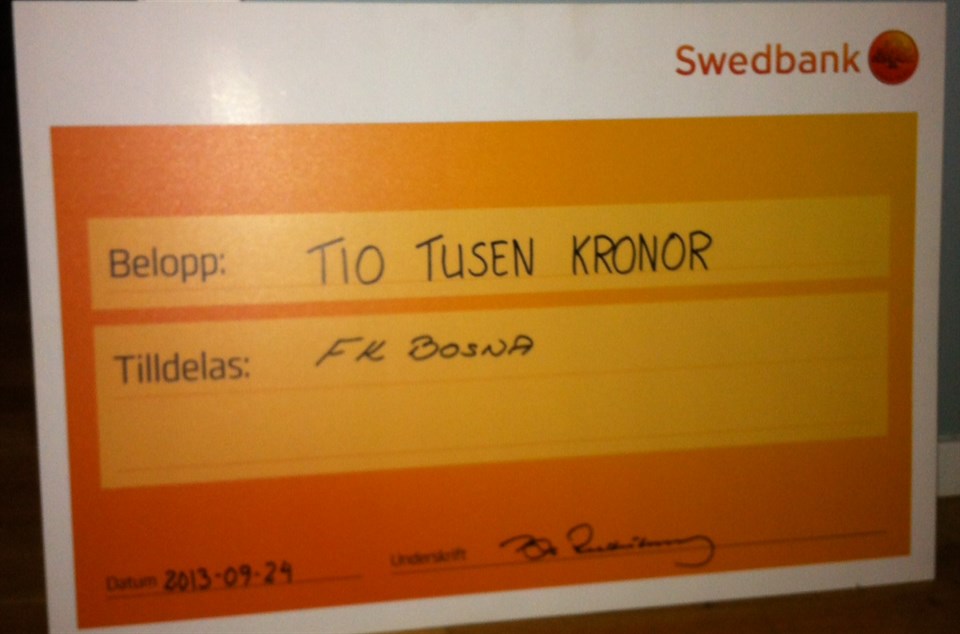 Swedbank
Belopp: TIO TUSEN KRONOR
Tilldelas: FK BOSNA
Datum 2013-09-24 Underskrift